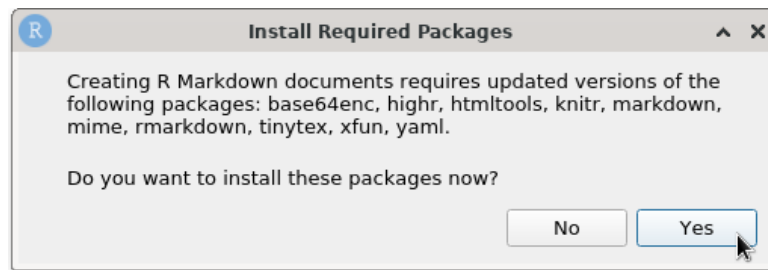 R
Install Required Packages
Creating R Markdown documents requires updated versions of the
following packages: base64enc, highr, htmltools, knitr, markdown,
mime, rmarkdown, tinytex, xfun, yaml.
Do you want to install these packages now?
No Yes